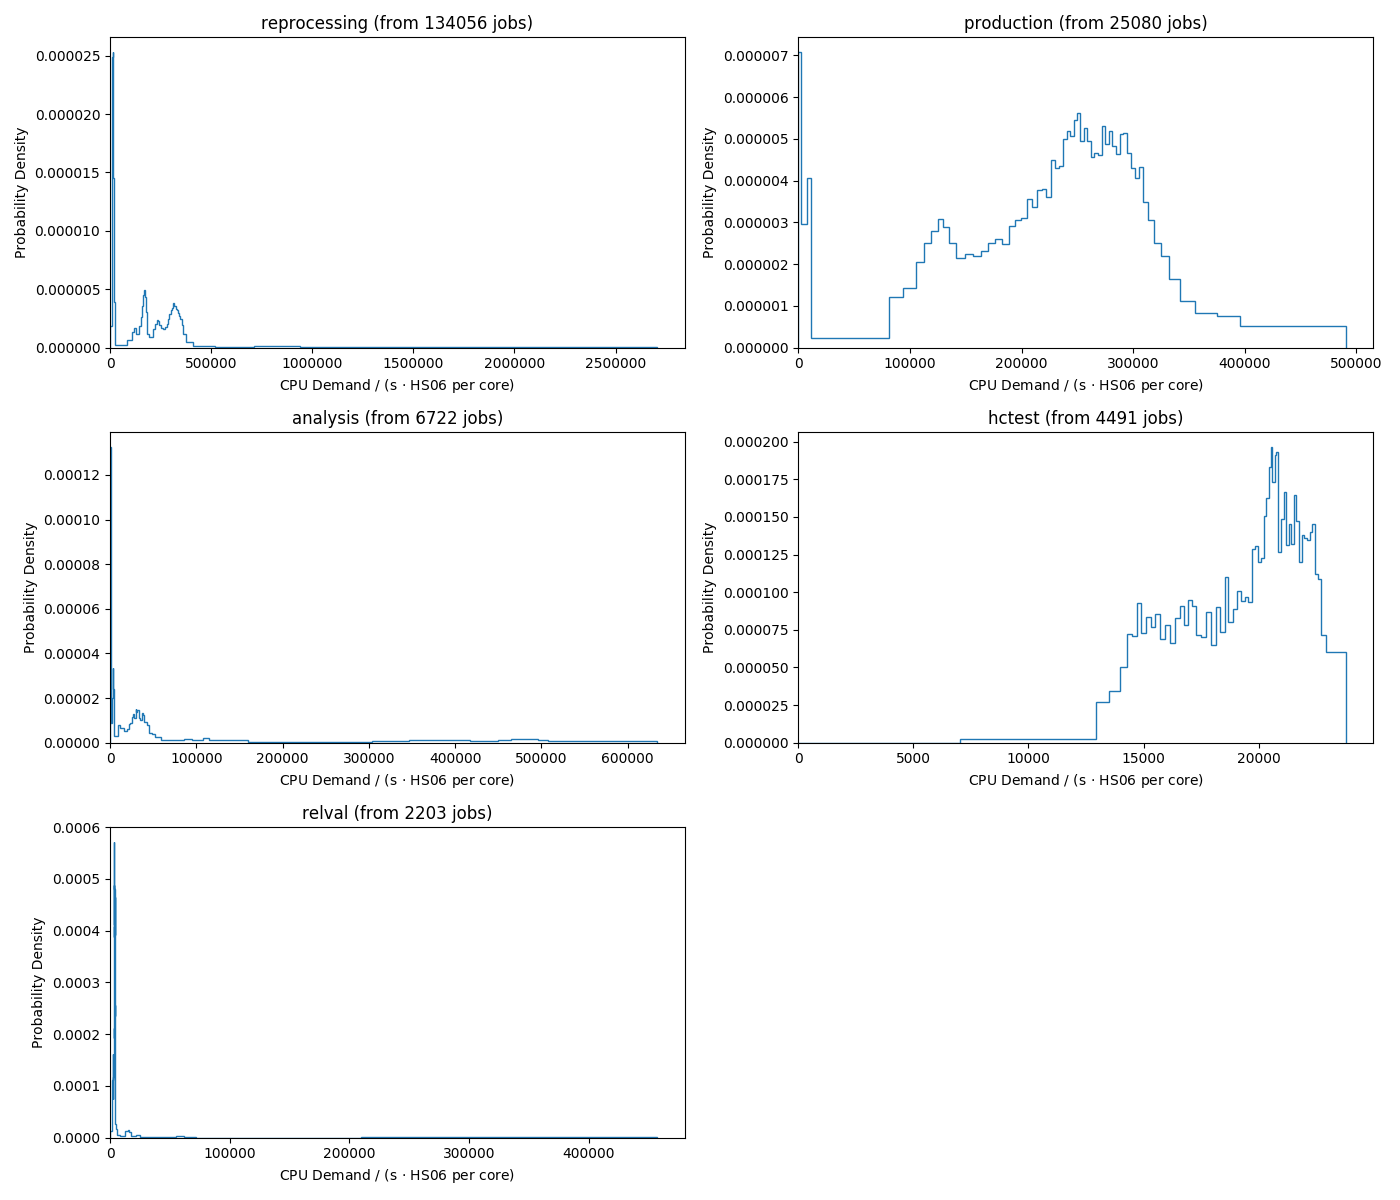 reprocessing (from 134056 jobs)
0.000025
0.000020
0.000015
0.000010
0.000005
0.000000
Probability Density
0 500000 1000000 1500000 2000000 2500000
CPU Demand / (s · HS06 per core)
production (from 25080 jobs)
0.000007
0.000006
0.000005
0.000004
0.000003
0.000002
0.000001
0.000000
Probability Density
0 100000 200000 300000 400000 500000
CPU Demand / (s · HS06 per core)
analysis (from 6722 jobs)
0.00012
0.00010
0.00008
0.00006
0.00004
0.00002
0.00000
Probability Density
0 100000 200000 300000 400000 500000 600000
CPU Demand / (s · HS06 per core)
hctest (from 4491 jobs)
0.000200
0.000175
0.000150
0.000125
0.000100
0.000075
0.000050
0.000025
0.000000
Probability Density
0 5000 10000 15000 20000
CPU Demand / (s · HS06 per core)
relval (from 2203 jobs)
0.0006
0.0005
0.0004
0.0003
0.0002
0.0001
0.0000
Probability Density
0 100000 200000 300000 400000
CPU Demand / (s · HS06 per core)